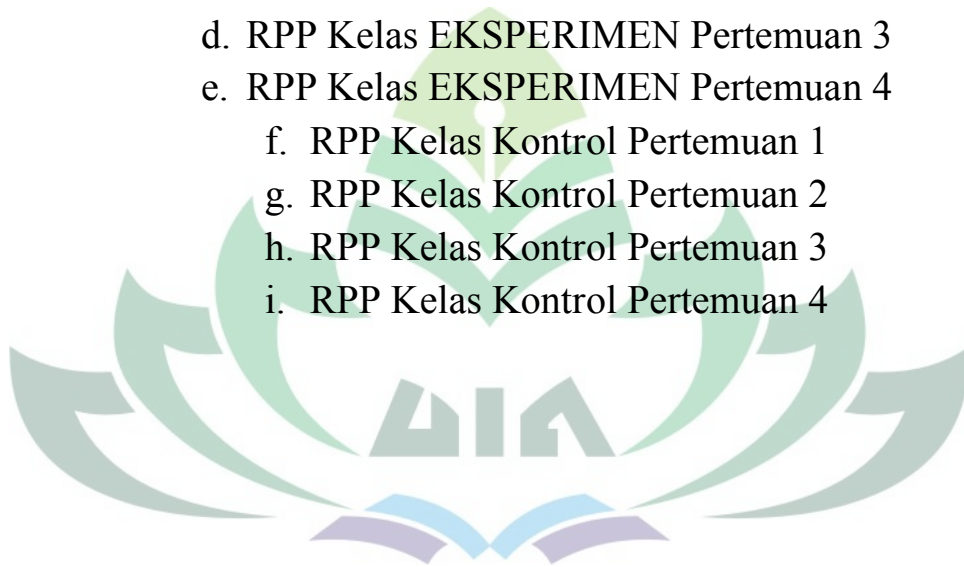 d. RPP Kelas EKSPERIMEN Pertemuan 3
e. RPP Kelas EKSPERIMEN Pertemuan 4
f. RPP Kelas Kontrol Pertemuan 1
g. RPP Kelas Kontrol Pertemuan 2
h. RPP Kelas Kontrol Pertemuan 3
i. RPP Kelas Kontrol Pertemuan 4
UIN